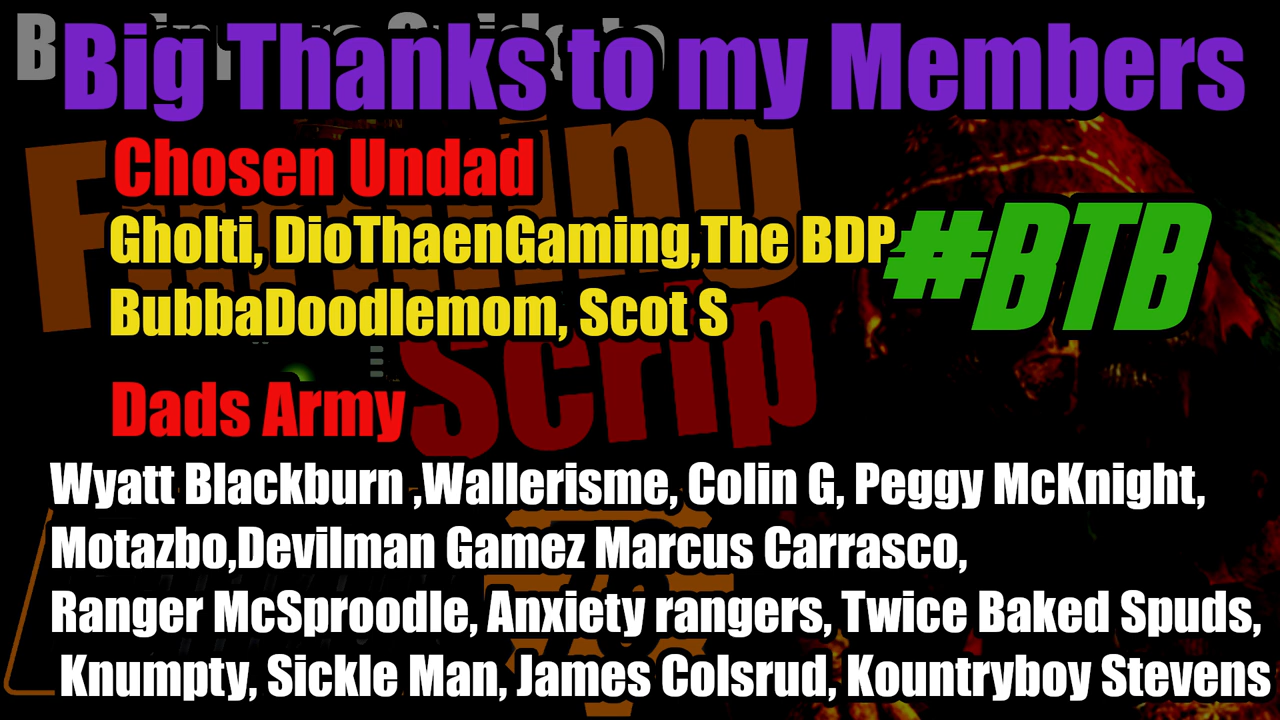 Big Thanks to my Members
Chosen Undad
Gholti, DioThaenGaming,The BDP
#BTB
BubbaDoodlemom, Scot S
Scrip
Dads Army
Wyatt Blackburn ,Wallerisme, Colin G, Peggy McKnight,
Motazbo,Devilman Gamez Marcus Carrasco,
Ranger McSproodle, Anxiety rangers, Twice Baked Spuds,
Knumpty, Sickle Man, James Colsrud, Kountryboy Stevens